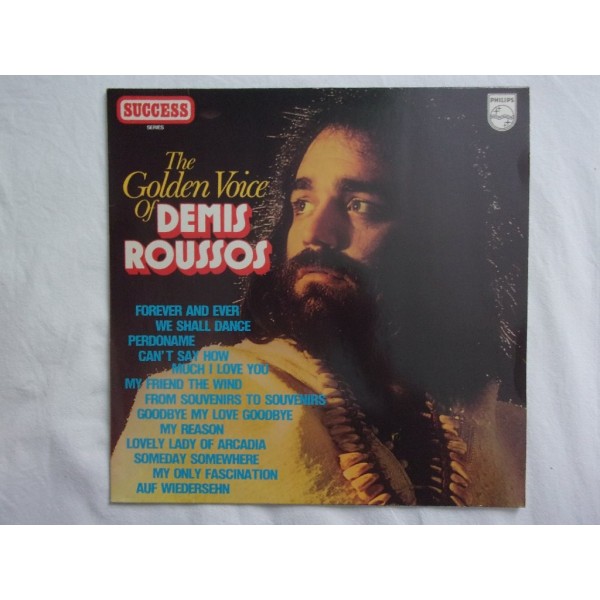 SUCCESS
SERIES
PHILIPS
The
Golden Voice
Of DEMIS
ROUSSOS
FOREVER AND EVER
WE SHALL DANCE
PERDONAME
CAN'T SAY HOW
MUCH I LOVE YOU
MY FRIEND THE WIND
FROM SOUVENIRS TO SOUVENIRS
GOODBYE MY LOVE GOODBYE
MY REASON
LOVELY LADY OF ARCADIA
SOMEDAY SOMEWHERE
MY ONLY FASCINATION
AUF WIEDERSEHN